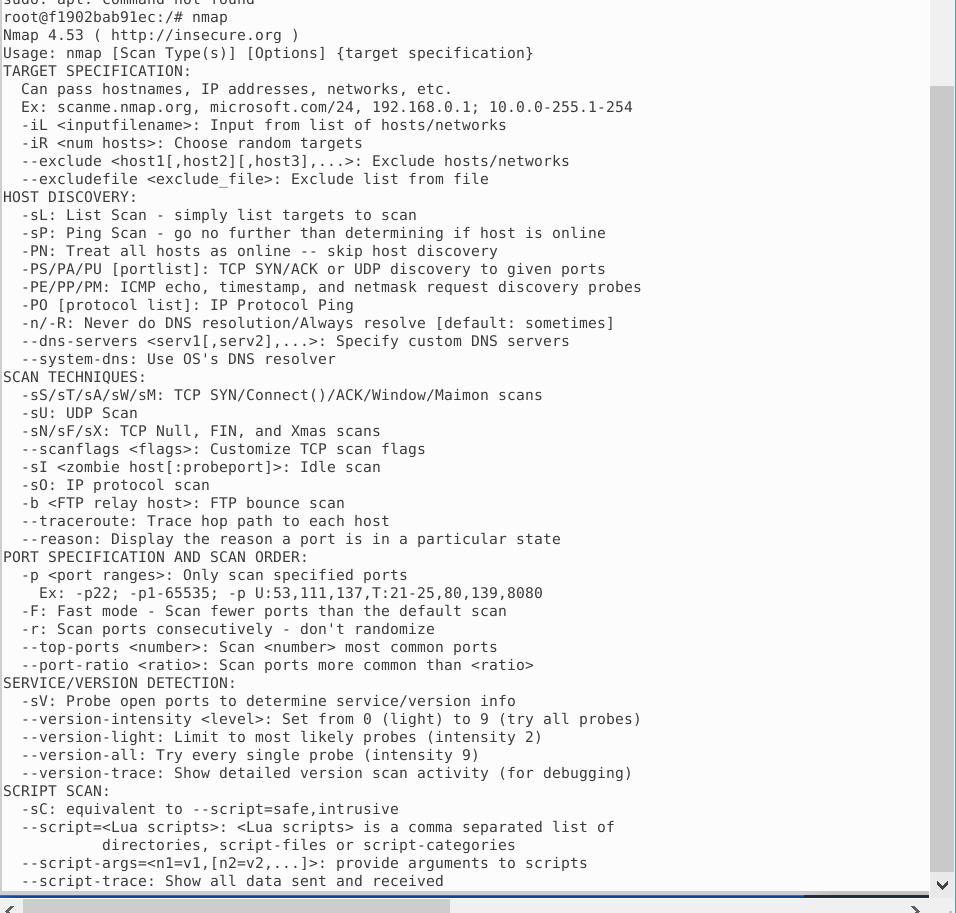 sudo: apt: command not found
root@f1902bab91ec:/# nmap
Nmap 4.53 ( http://insecure.org )
Usage: nmap [Scan Type(s)] [Options] {target specification}
TARGET SPECIFICATION:
  Can pass hostnames, IP addresses, networks, etc.
  Ex: scanme.nmap.org, microsoft.com/24, 192.168.0.1; 10.0.0-255.1-254
  -iL <inputfilename>: Input from list of hosts/networks
  -iR <num hosts>: Choose random targets
  --exclude <host1[,host2][,host3],...>: Exclude hosts/networks
  --excludefile <exclude_file>: Exclude list from file
HOST DISCOVERY:
  -sL: List Scan - simply list targets to scan
  -sP: Ping Scan - go no further than determining if host is online
  -PN: Treat all hosts as online -- skip host discovery
  -PS/PA/PU [portlist]: TCP SYN/ACK or UDP discovery to given ports
  -PE/PP/PM: ICMP echo, timestamp, and netmask request discovery probes
  -PO [protocol list]: IP Protocol Ping
  -n/-R: Never do DNS resolution/Always resolve [default: sometimes]
  --dns-servers <serv1[,serv2],...>: Specify custom DNS servers
  --system-dns: Use OS's DNS resolver
SCAN TECHNIQUES:
  -sS/sT/sA/sW/sM: TCP SYN/Connect()/ACK/Window/Maimon scans
  -sU: UDP Scan
  -sN/sF/sX: TCP Null, FIN, and Xmas scans
  --scanflags <flags>: Customize TCP scan flags
  -sI <zombie host[:probeport]>: Idle scan
  -sO: IP protocol scan
  -b <FTP relay host>: FTP bounce scan
  --traceroute: Trace hop path to each host
  --reason: Display the reason a port is in a particular state
PORT SPECIFICATION AND SCAN ORDER:
  -p <port ranges>: Only scan specified ports
    Ex: -p22; -p1-65535; -p U:53,111,137,T:21-25,80,139,8080
  -F: Fast mode - Scan fewer ports than the default scan
  -r: Scan ports consecutively - don't randomize
  --top-ports <number>: Scan <number> most common ports
  --port-ratio <ratio>: Scan ports more common than <ratio>
SERVICE/VERSION DETECTION:
  -sV: Probe open ports to determine service/version info
  --version-intensity <level>: Set from 0 (light) to 9 (try all probes)
  --version-light: Limit to most likely probes (intensity 2)
  --version-all: Try every single probe (intensity 9)
  --version-trace: Show detailed version scan activity (for debugging)
SCRIPT SCAN:
  -sC: equivalent to --script=safe,intrusive
  --script=<Lua scripts>: <Lua scripts> is a comma separated list of
           directories, script-files or script-categories
  --script-args=<n1=v1,[n2=v2,...]>: provide arguments to scripts
  --script-trace: Show all data sent and received